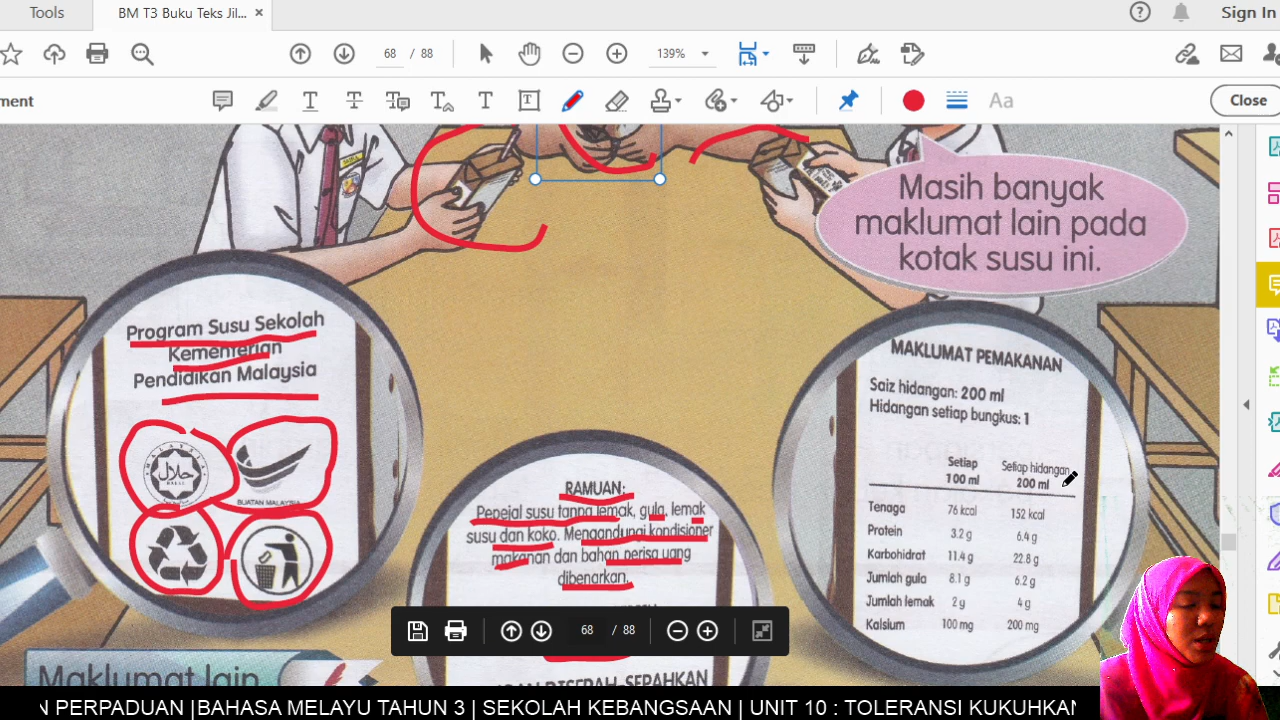 Tools
BM T3 Buku Teks Jil... ×
Sign In
68 / 88
139%
ment
Close
Masih banyak
maklumat lain pada
kotak susu ini.
Program Susu Sekolah
Kementerian
Pendidikan Malaysia
MALAYSIA
حلال
HALAL
BUATAN MALAYSIA
RAMUAN:
Pepejal susu tanpa lemak, gula, lemak
susu dan koko. Mengandungi kondisioner
makanan dan bahan perisa yang
dibenarkan.
MAKLUMAT PEMAKANAN
Saiz hidangan: 200 ml
Hidangan setiap bungkus: 1
Setiap 100 ml
Setiap hidangan 200 ml
Tenaga 76 kcal 152 kcal
Protein 3.2 g 6.4 g
Karbohidrat 11.4 g 22.8 g
Jumlah gula 8.1 g 6.2 g
Jumlah lemak 2 g 4 g
Kalsium 100 mg 200 mg
68 / 88
Maklumat lain
N PERPADUAN |BAHASA MELAYU TAHUN 3 | SEKOLAH KEBANGSAAN | UNIT 10 : TOLERANSI KUKUHKAN